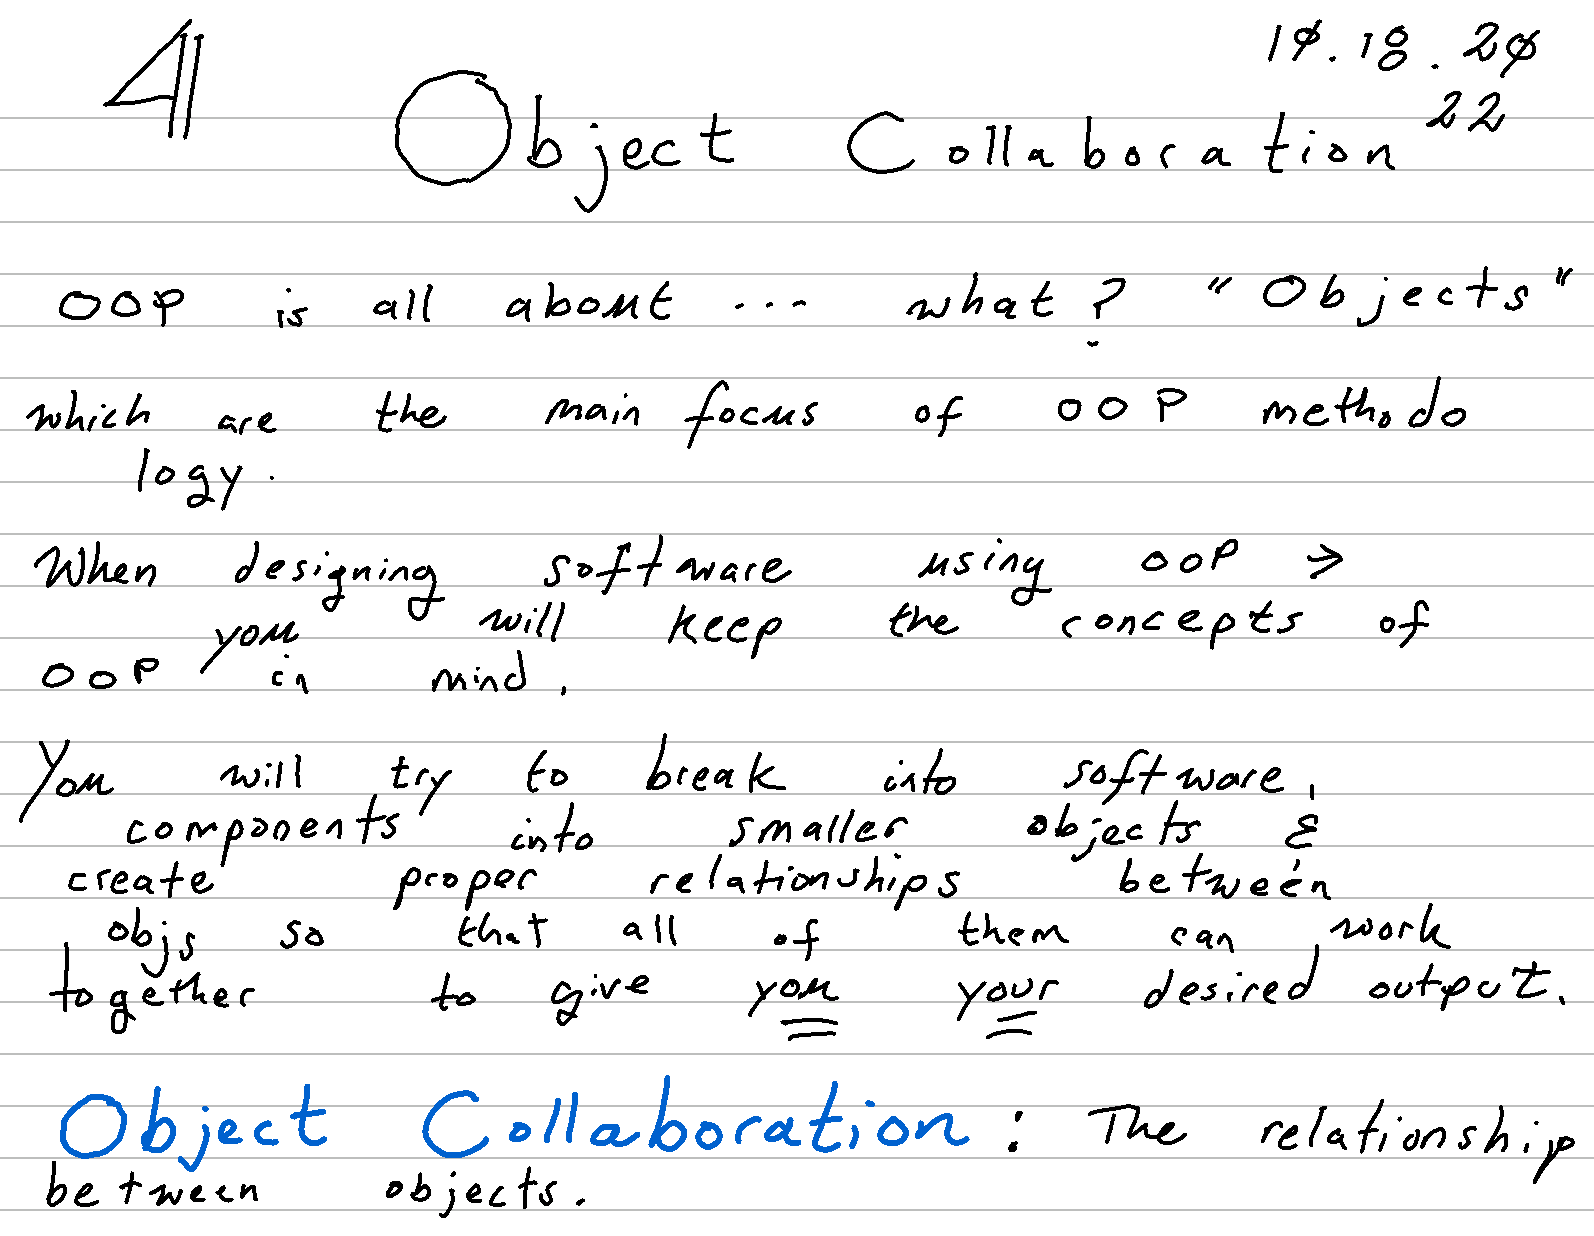 4 10.18.20
22
Object Collaboration
OOP is all about ... what? "Objects"
which are the main focus of OOP methodo
logy.
When designing software using OOP →
you will keep the concepts of
OOP in mind.
You will try to break into software,
components into smaller objects &
create proper relationships between
objs so that all of them can work
together to give you your desired output.
Object Collaboration: The relationship
between objects.